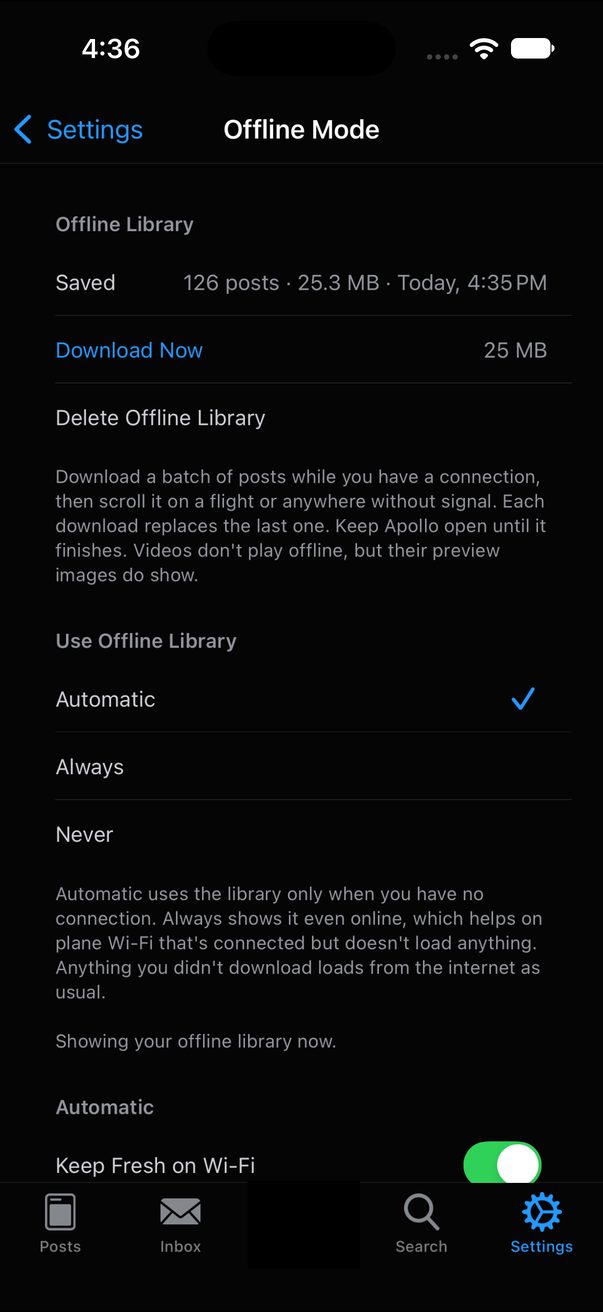 4:36
Settings
Offline Mode
Offline Library
Saved
126 posts · 25.3 MB · Today, 4:35 PM
Download Now
25 MB
Delete Offline Library
Download a batch of posts while you have a connection,
then scroll it on a flight or anywhere without signal. Each
download replaces the last one. Keep Apollo open until it
finishes. Videos don't play offline, but their preview
images do show.
Use Offline Library
Automatic
Always
Never
Automatic uses the library only when you have no
connection. Always shows it even online, which helps on
plane Wi-Fi that's connected but doesn't load anything.
Anything you didn't download loads from the internet as
usual.
Showing your offline library now.
Automatic
Keep Fresh on Wi-Fi
Posts
Inbox
Search
Settings